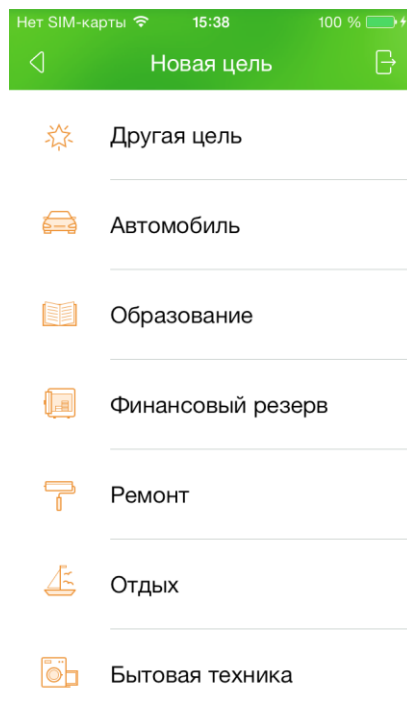 Нет SIM-карты 15:38 100 %
Новая цель
Другая цель
Автомобиль
Образование
Финансовый резерв
Ремонт
Отдых
Бытовая техника